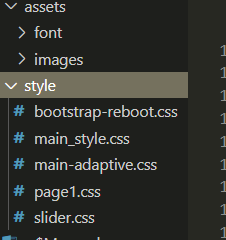 assets
font
images
style
# bootstrap-reboot.css
# main_style.css
# main-adaptive.css
# page1.css
# slider.css